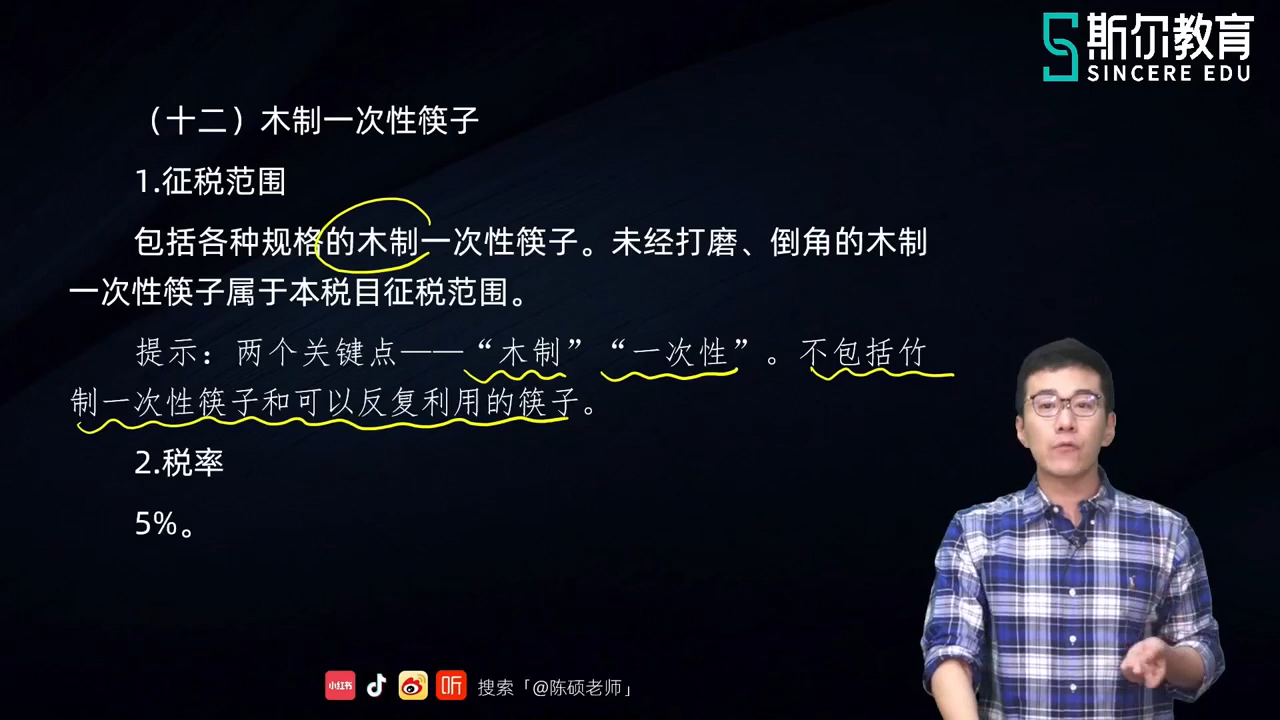 斯尔教育
SINCERE EDU
（十二）木制一次性筷子
1.征税范围
包括各种规格的木制一次性筷子。未经打磨、倒角的木制
一次性筷子属于本税目征税范围。
提示：两个关键点——“木制”“一次性”。不包括竹
制一次性筷子和可以反复利用的筷子。
2.税率
5%。
小红书 听 搜索「@陈硕老师」